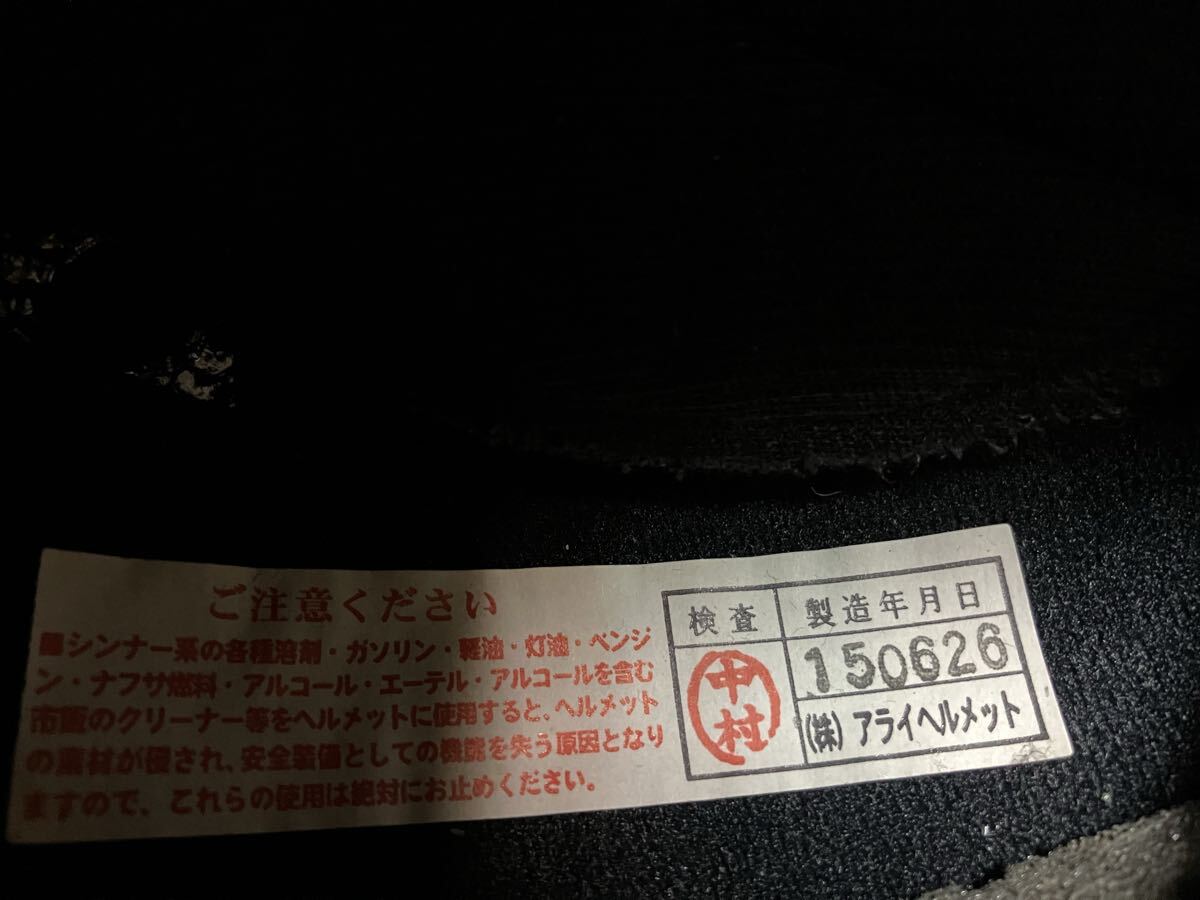 ご注意ください
■シンナー系の各種溶剤・ガソリン・軽油・灯油・ベンジ
ン・ナフサ燃料・アルコール・エーテル・アルコールを含む
市販のクリーナー等をヘルメットに使用すると、ヘルメット
の素材が侵され、安全装備としての機能を失う原因となり
ますので、これらの使用は絶対にお止めください。
検査
製造年月日
中村
150626
(株)アライヘルメット